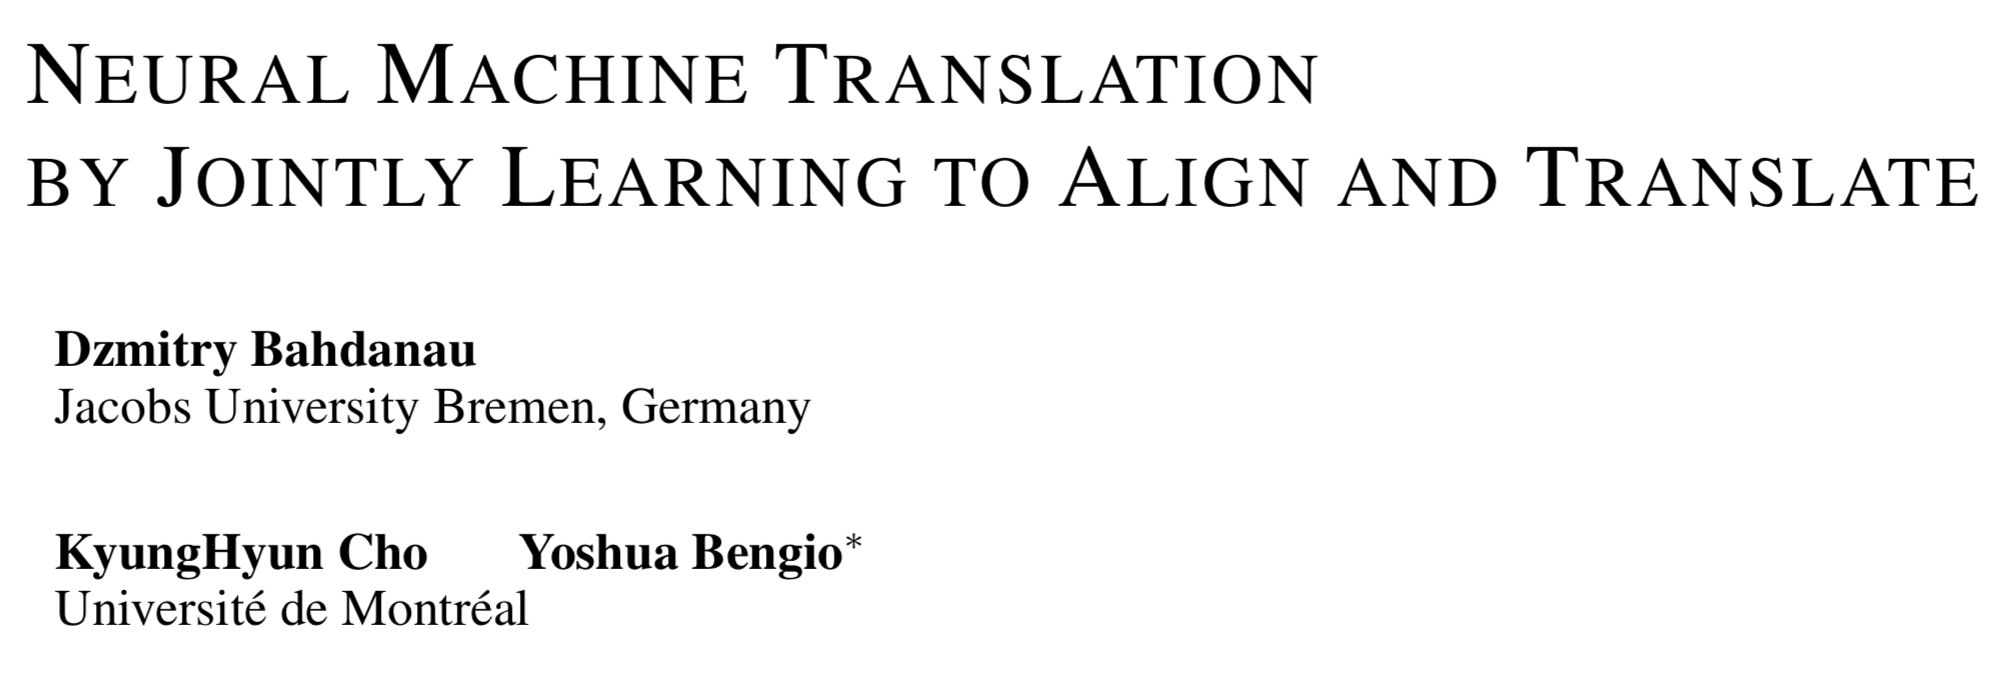 NEURAL MACHINE TRANSLATION
BY JOINTLY LEARNING TO ALIGN AND TRANSLATE
Dzmitry Bahdanau
Jacobs University Bremen, Germany
KyungHyun Cho Yoshua Bengio*
Université de Montréal